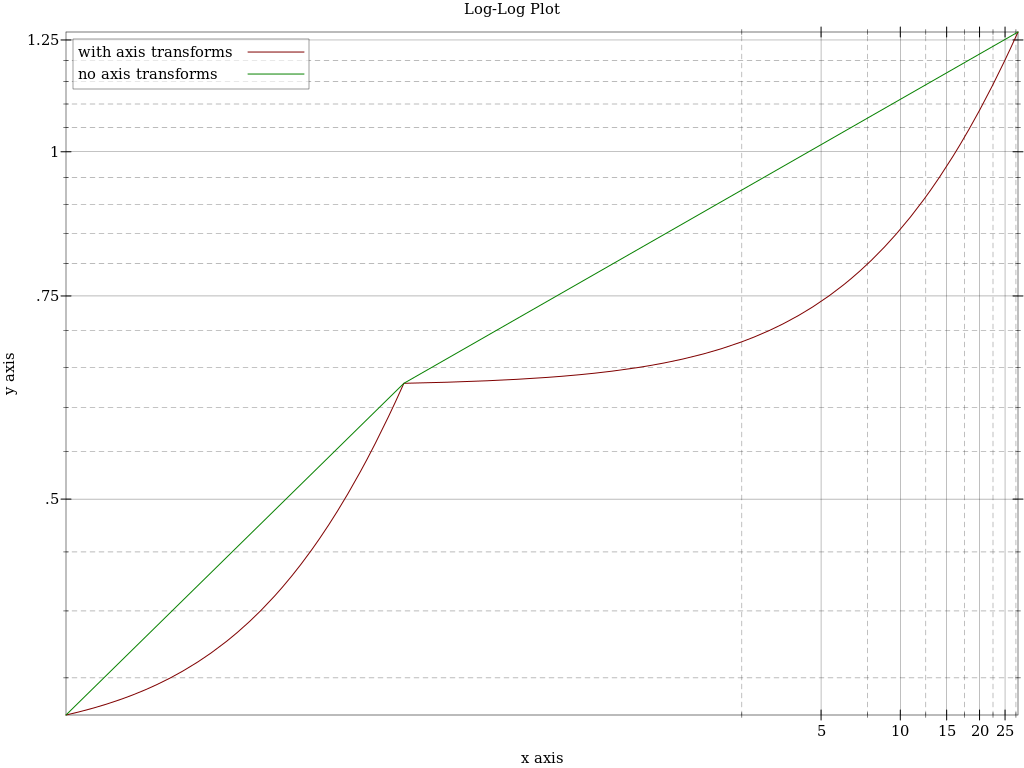 Log-Log Plot
with axis transforms
no axis transforms
1.25
1
.75
.5
y axis
5 10 15 20 25
x axis